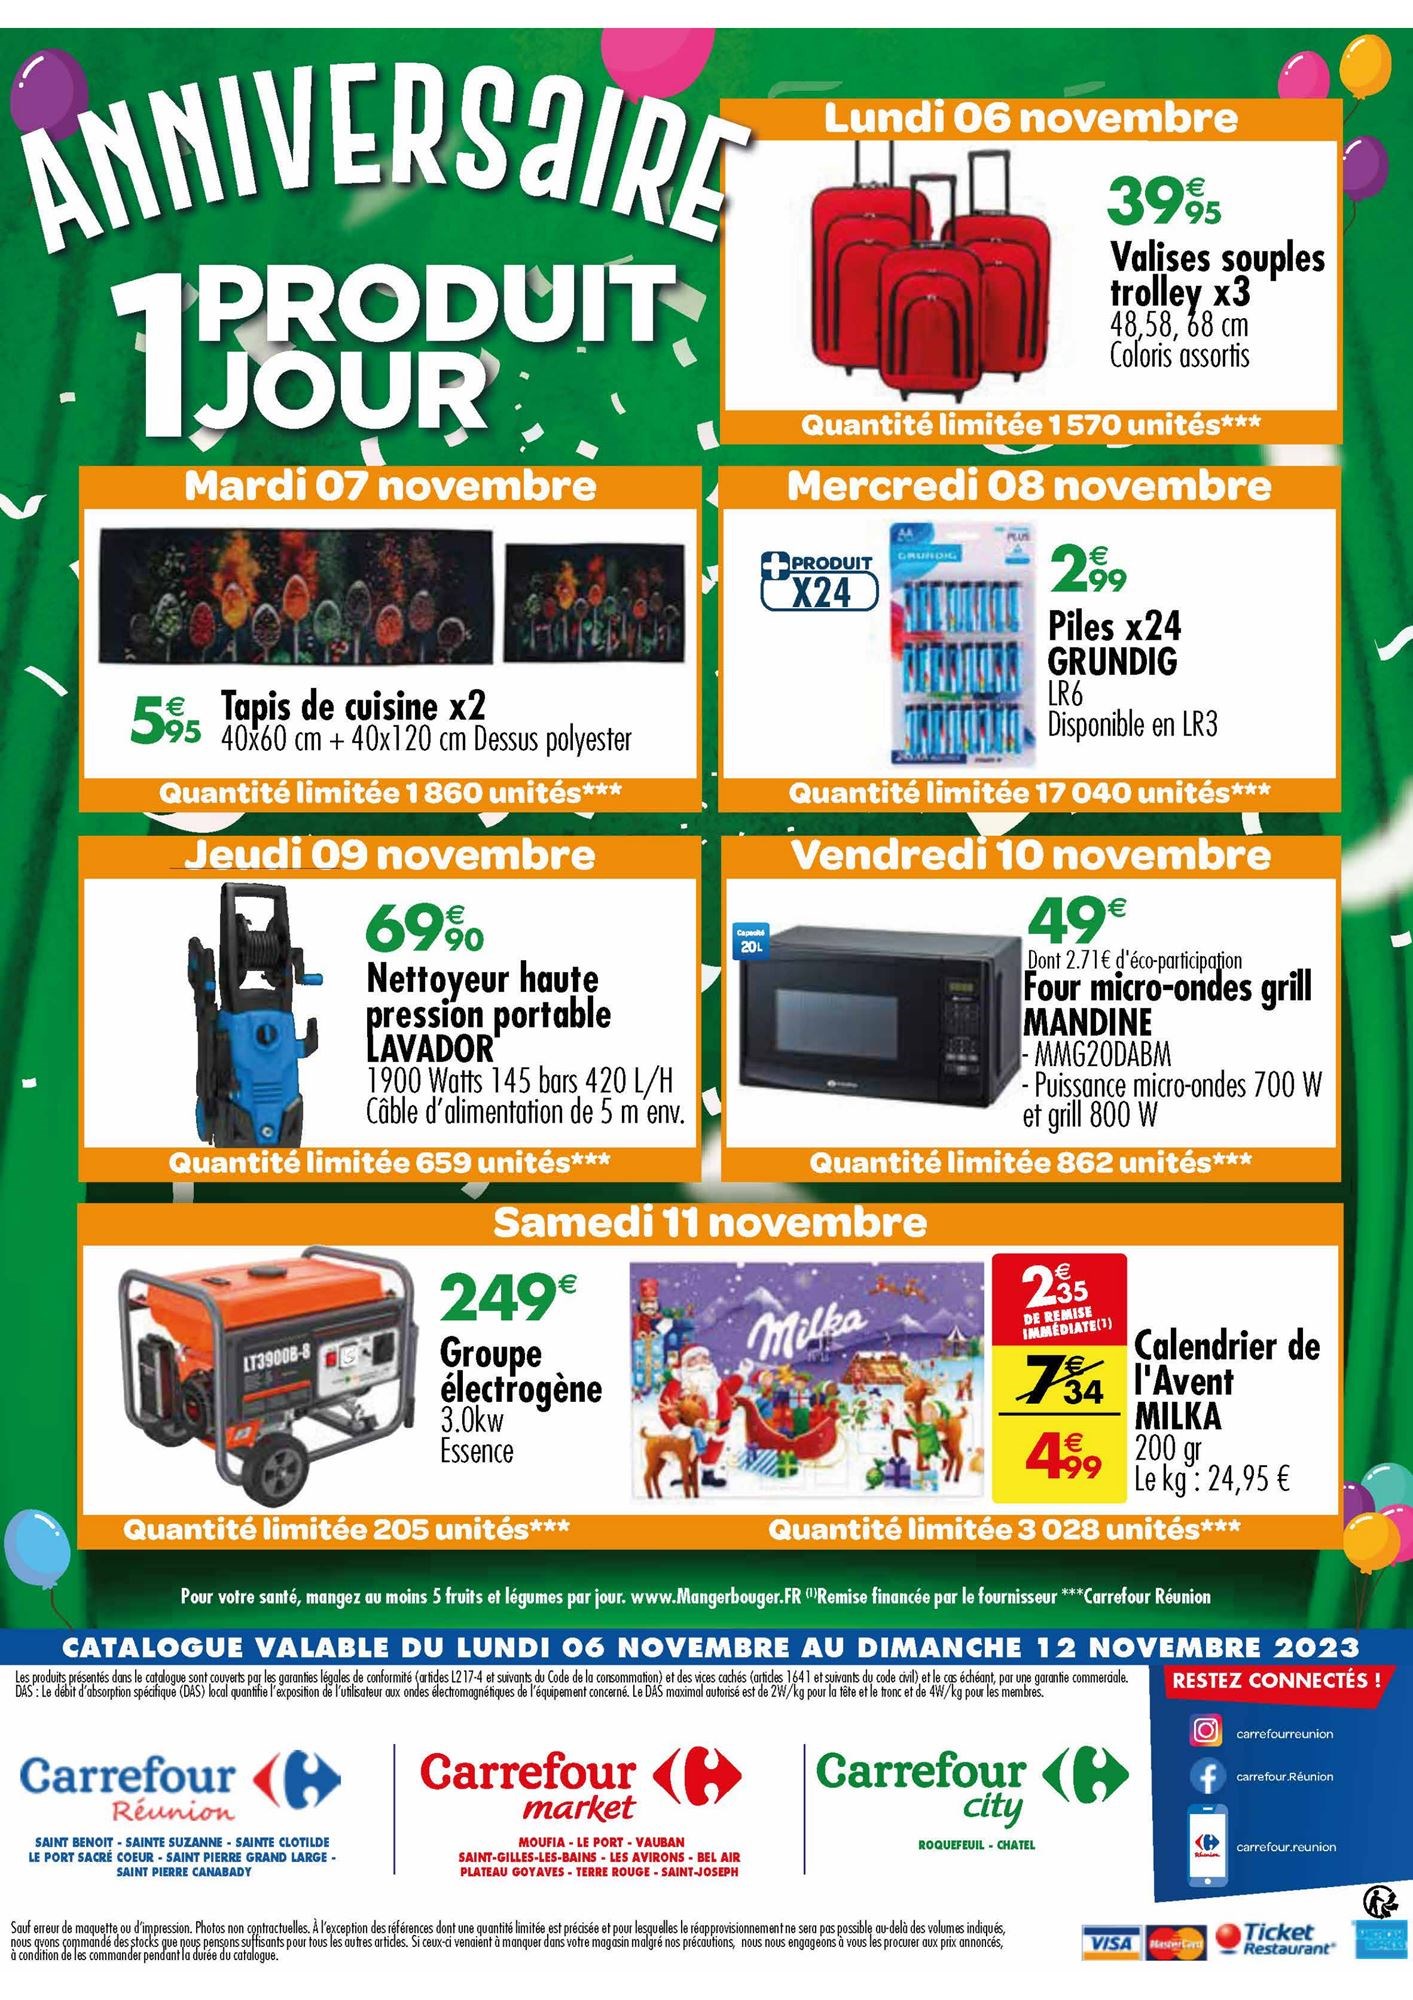 ANNIVERSAIRE
1 PRODUIT
JOUR
Lundi 06 novembre
39€95
Valises souples
trolley x3
48,58, 68 cm
Coloris assortis
Quantité limitée 1 570 unités***
Mardi 07 novembre
5€95
Tapis de cuisine x2
40x60 cm + 40x120 cm Dessus polyester
Quantité limitée 1 860 unités***
Mercredi 08 novembre
+PRODUIT
X24
AA
PLUS
GRUNDIG
2€99
Piles x24
GRUNDIG
LR6
Disponible en LR3
Quantité limitée 17 040 unités***
Jeudi 09 novembre
69€90
Nettoyeur haute
pression portable
LAVADOR
1900 Watts 145 bars 420 L/H
Câble d'alimentation de 5 m env.
Quantité limitée 659 unités***
Vendredi 10 novembre
Capacité
20L
49€
Dont 2.71€ d'éco-participation
Four micro-ondes grill
MANDINE
- MMG20DABM
- Puissance micro-ondes 700 W
et grill 800 W
Quantité limitée 862 unités***
Samedi 11 novembre
LT3900B-8
249€
Groupe
électrogène
3.0kw
Essence
Quantité limitée 205 unités***
Milka
2€35
DE REMISE
IMMÉDIATE(1)
7€34
4€99
Calendrier de
l'Avent
MILKA
200 gr
Le kg : 24,95 €
Quantité limitée 3 028 unités***
Pour votre santé, mangez au moins 5 fruits et légumes par jour. www.Mangerbouger.FR (1)Remise financée par le fournisseur ***Carrefour Réunion
CATALOGUE VALABLE DU LUNDI 06 NOVEMBRE AU DIMANCHE 12 NOVEMBRE 2023
Les produits présentés dans le catalogue sont couverts par les garanties légales de conformité (articles L217-4 et suivants du Code de la consommation) et des vices cachés (articles 1641 et suivants du code civil) et le cas échéant, par une garantie commerciale.
DAS : Le débit d'absorption spécifique (DAS) local quantifie l'exposition de l'utilisateur aux ondes électromagnétiques de l'équipement concerné. Le DAS maximal autorisé est de 2W/kg pour la tête et le tronc et de 4W/kg pour les membres.
RESTEZ CONNECTÉS !
carrefourreunion
carrefour.Réunion
carrefour.reunion
Carrefour
Réunion
SAINT BENOIT - SAINTE SUZANNE - SAINTE CLOTILDE
LE PORT SACRÉ COEUR - SAINT PIERRE GRAND LARGE -
SAINT PIERRE CANABADY
Carrefour
market
MOUFIA - LE PORT - VAUBAN
SAINT-GILLES-LES-BAINS - LES AVIRONS - BEL AIR
PLATEAU GOYAVES - TERRE ROUGE - SAINT-JOSEPH
Carrefour
city
ROQUEFEUIL - CHATEL
Sauf erreur de maquette ou d'impression. Photos non contractuelles. À l'exception des références dont une quantité limitée est précisée et pour lesquelles le réapprovisionnement ne sera pas possible au-delà des volumes indiqués,
nous avons commandé des stocks que nous pensons suffisants pour tous les autres articles. Si ceux-ci venaient à manquer dans votre magasin malgré nos précautions, nous nous engageons à vous les procurer aux prix annoncés,
à condition de les commander pendant la durée du catalogue.
VISA
MasterCard
Ticket
Restaurant®
AMERICAN
EXPRESS